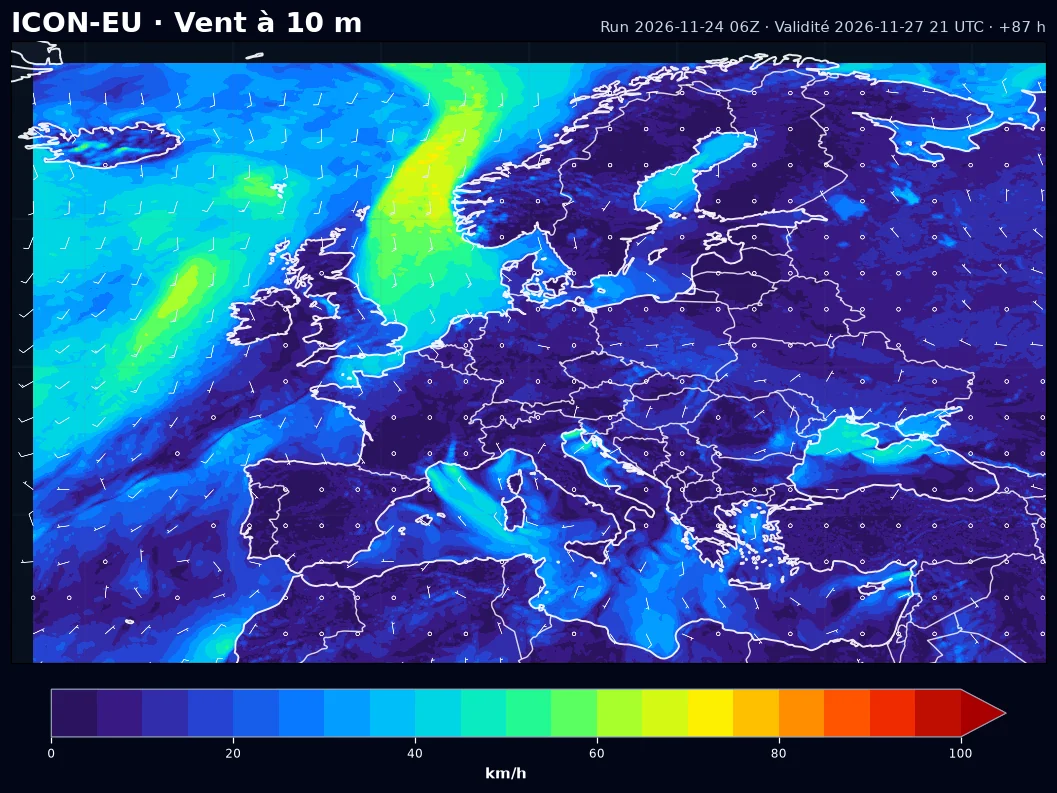 ICON-EU · Vent à 10 m
Run 2026-11-24 06Z · Validité 2026-11-27 21 UTC · +87 h
0 20 40 60 80 100
km/h